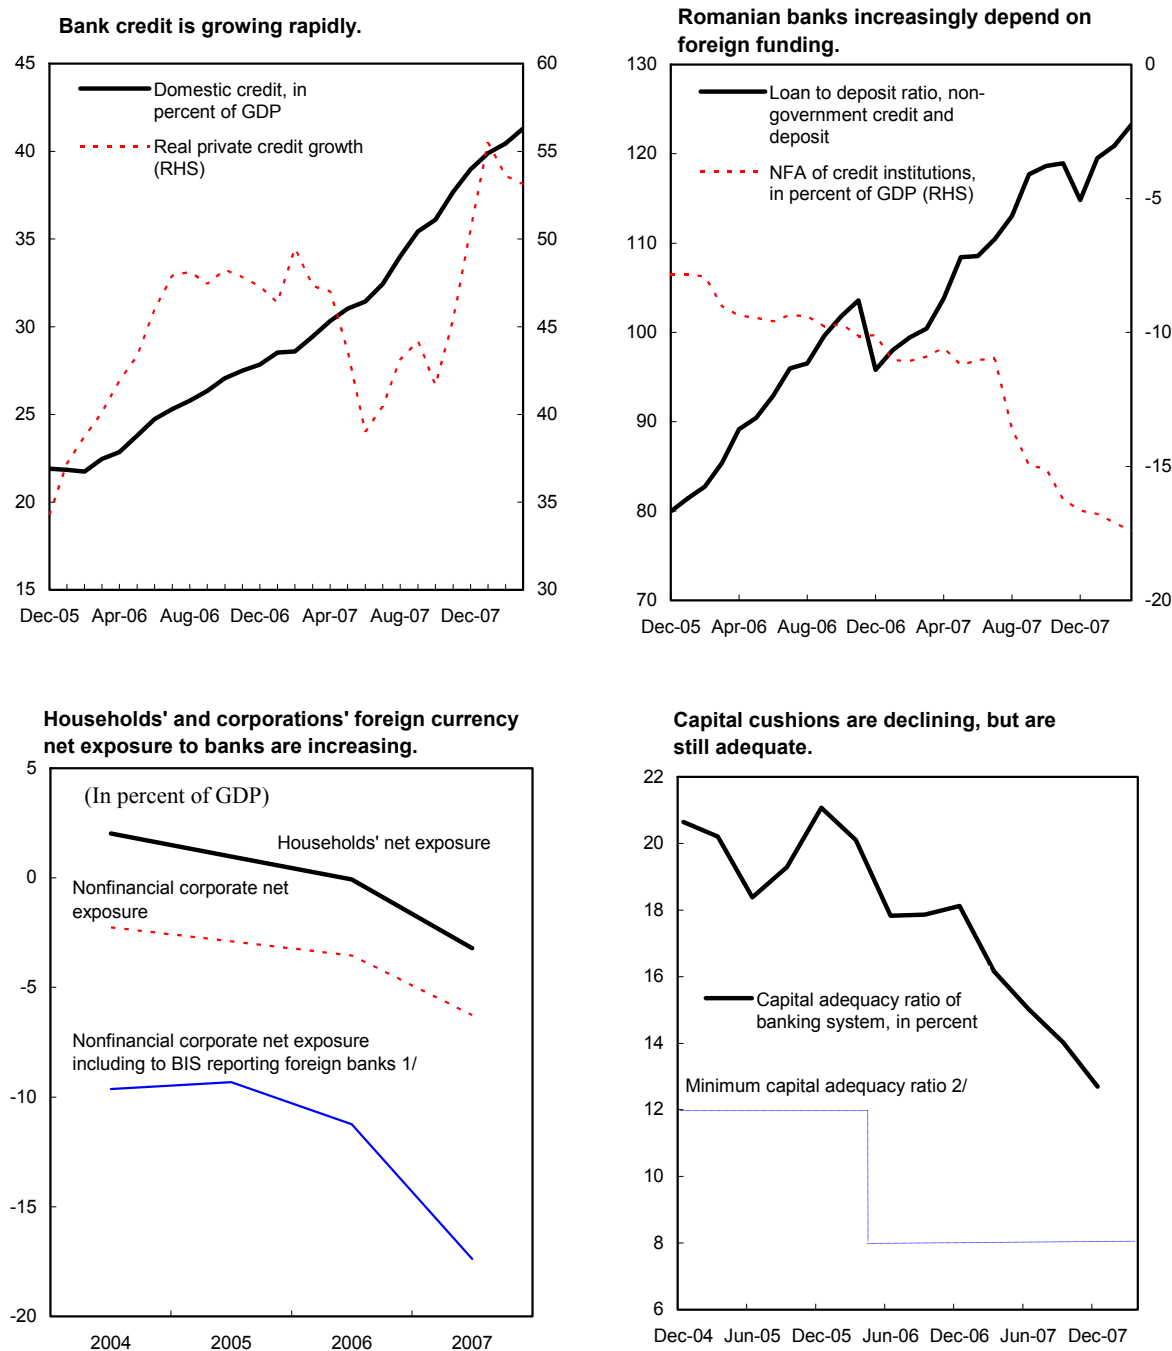 Bank credit is growing rapidly.
45
40
35
30
25
20
15
60
55
50
45
40
35
30
Domestic credit, in
percent of GDP
Real private credit growth
(RHS)
Dec-05 Apr-06 Aug-06 Dec-06 Apr-07 Aug-07 Dec-07
Romanian banks increasingly depend on
foreign funding.
130
120
110
100
90
80
70
0
-5
-10
-15
-20
Loan to deposit ratio, non-
government credit and
deposit
NFA of credit institutions,
in percent of GDP (RHS)
Dec-05 Apr-06 Aug-06 Dec-06 Apr-07 Aug-07 Dec-07
Households' and corporations' foreign currency
net exposure to banks are increasing.
5
0
-5
-10
-15
-20
(In percent of GDP)
Households' net exposure
Nonfinancial corporate net
exposure
Nonfinancial corporate net exposure
including to BIS reporting foreign banks 1/
2004 2005 2006 2007
Capital cushions are declining, but are
still adequate.
22
20
18
16
14
12
10
8
6
Capital adequacy ratio of
banking system, in percent
Minimum capital adequacy ratio 2/
Dec-04 Jun-05 Dec-05 Jun-06 Dec-06 Jun-07 Dec-07